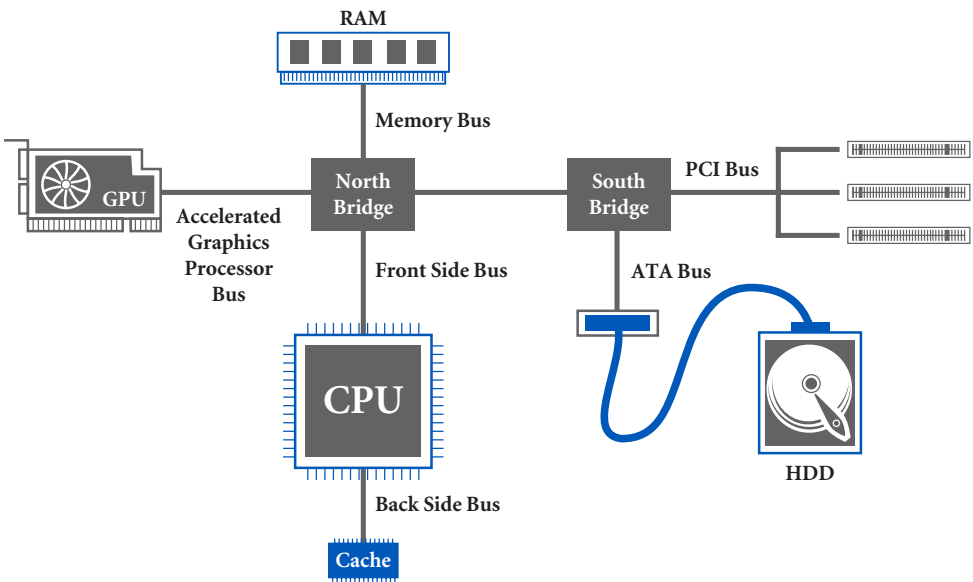 RAM
Memory Bus
GPU
North
Bridge
South
Bridge
PCI Bus
Accelerated
Graphics
Processor
Bus
Front Side Bus
ATA Bus
CPU
HDD
Back Side Bus
Cache